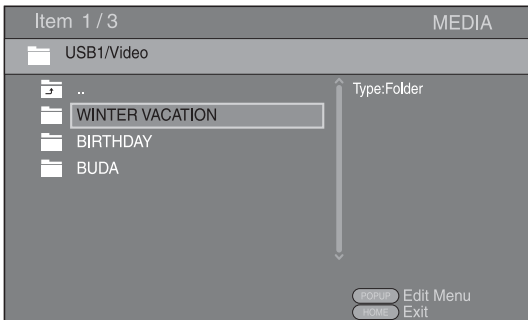 Item 1/3 MEDIA
USB1/Video
..
WINTER VACATION
BIRTHDAY
BUDA
Type:Folder
POPUP Edit Menu
HOME Exit